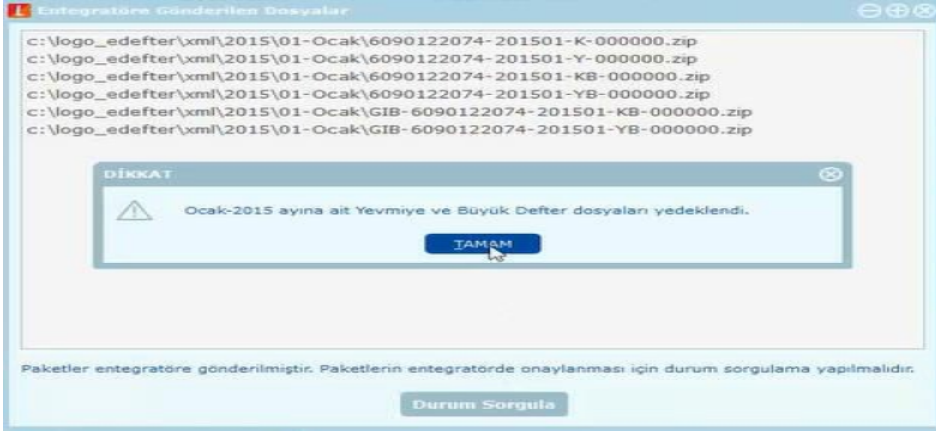 Entegratöre Gönderilen Dosyalar
c:\logo_edefter\xml\2015\01-Ocak\6090122074-201501-K-000000.zip
c:\logo_edefter\xml\2015\01-Ocak\6090122074-201501-Y-000000.zip
c:\logo_edefter\xml\2015\01-Ocak\6090122074-201501-KB-000000.zip
c:\logo_edefter\xml\2015\01-Ocak\6090122074-201501-YB-000000.zip
c:\logo_edefter\xml\2015\01-Ocak\GIB-6090122074-201501-KB-000000.zip
c:\logo_edefter\xml\2015\01-Ocak\GIB-6090122074-201501-YB-000000.zip
DİKKAT
Ocak-2015 ayına ait Yevmiye ve Büyük Defter dosyaları yedeklendi.
TAMAM
Paketler entegratöre gönderilmiştir. Paketlerin entegratörde onaylanması için durum sorgulama yapılmalıdır.
Durum Sorgula